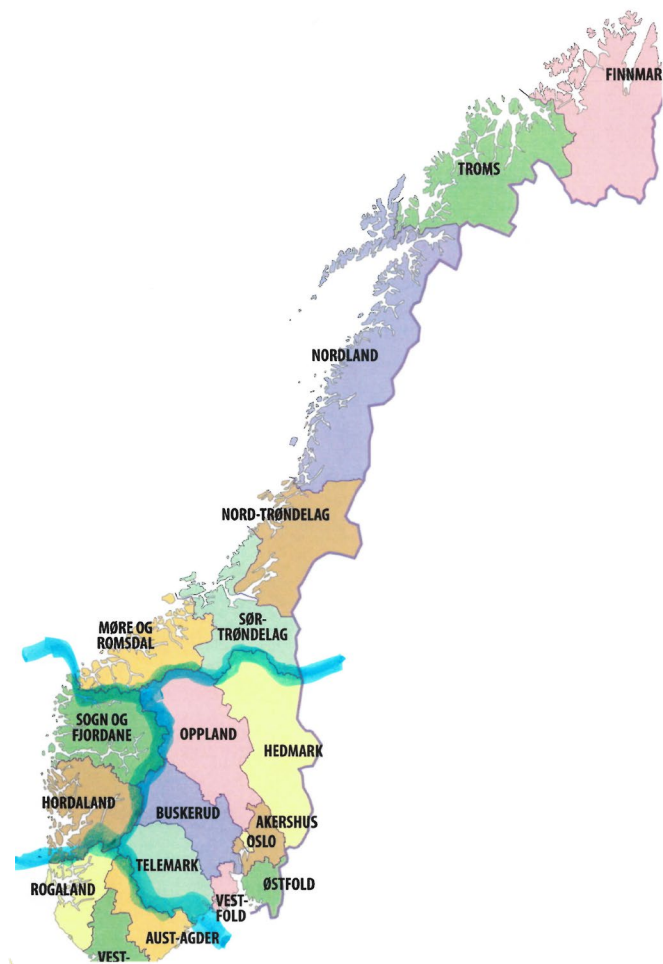 FINNMAR
TROMS
NORDLAND
NORD-TRØNDELAG
SØR-
TRØNDELAG
MØRE OG
ROMSDAL
SOGN OG
FJORDANE
OPPLAND
HEDMARK
HORDALAND
BUSKERUD
AKERSHUS
OSLO
TELEMARK
ØSTFOLD
ROGALAND
VEST-
FOLD
AUST-AGDER
VEST-